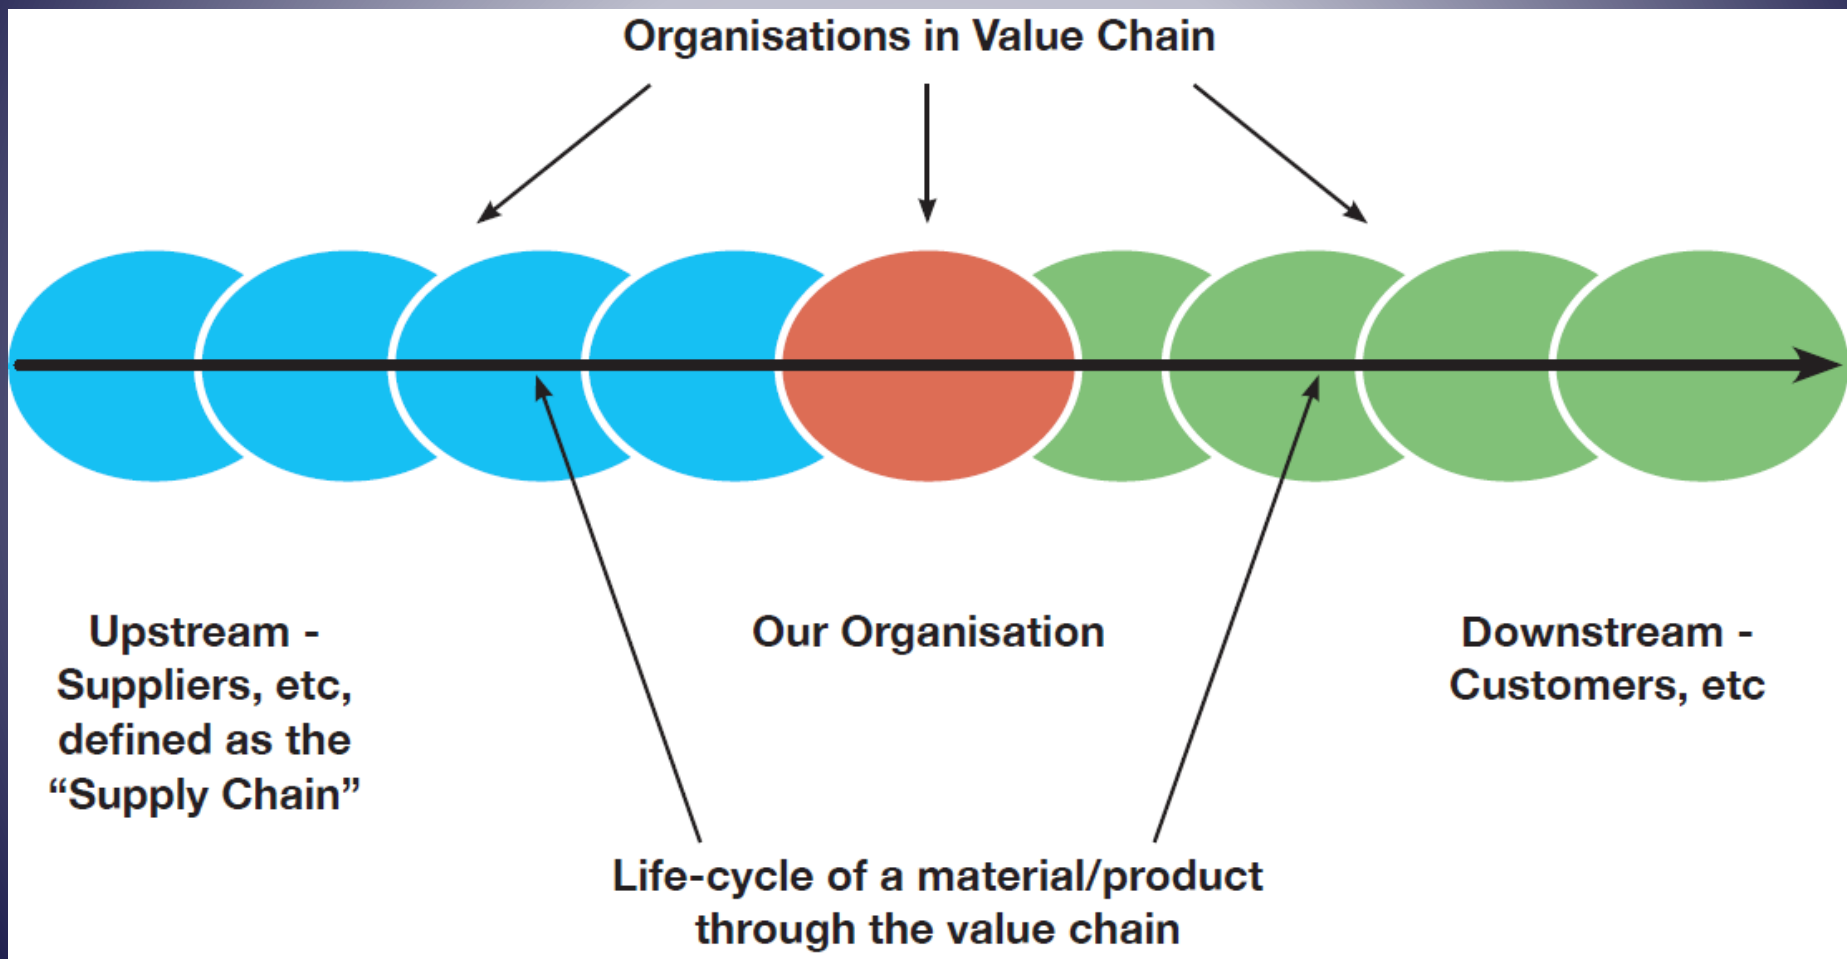 Organisations in Value Chain
Upstream -
Suppliers, etc,
defined as the
“Supply Chain”
Our Organisation
Downstream -
Customers, etc
Life-cycle of a material/product
through the value chain